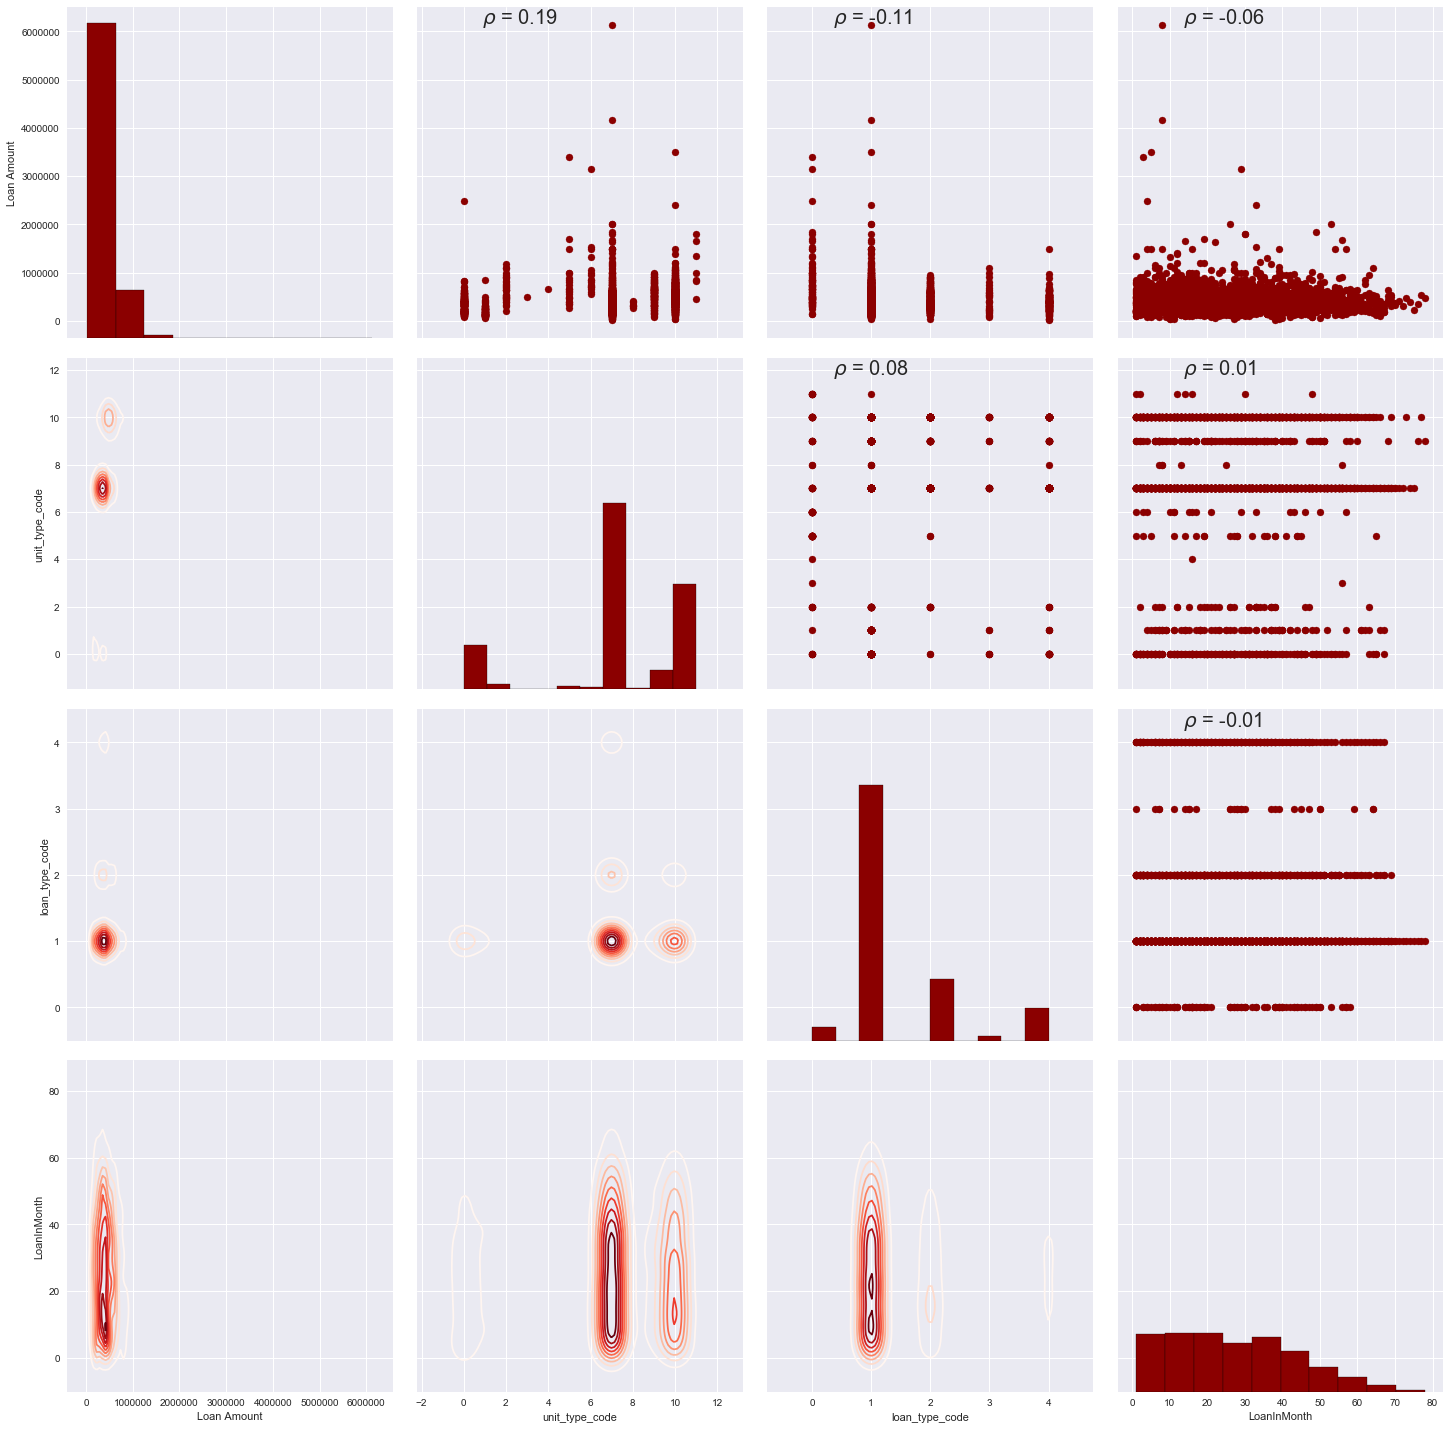 ρ = 0.19
ρ = -0.11
ρ = -0.06
6000000
5000000
4000000
3000000
2000000
1000000
0
Loan Amount
ρ = 0.08
ρ = 0.01
12
10
8
6
4
2
0
unit_type_code
ρ = -0.01
4
3
2
1
0
loan_type_code
80
60
40
20
0
LoanInMonth
0 1000000 2000000 3000000 4000000 5000000 6000000
−2 0 2 4 6 8 10 12
0 1 2 3 4
0 10 20 30 40 50 60 70 80
Loan Amount
unit_type_code
loan_type_code
LoanInMonth